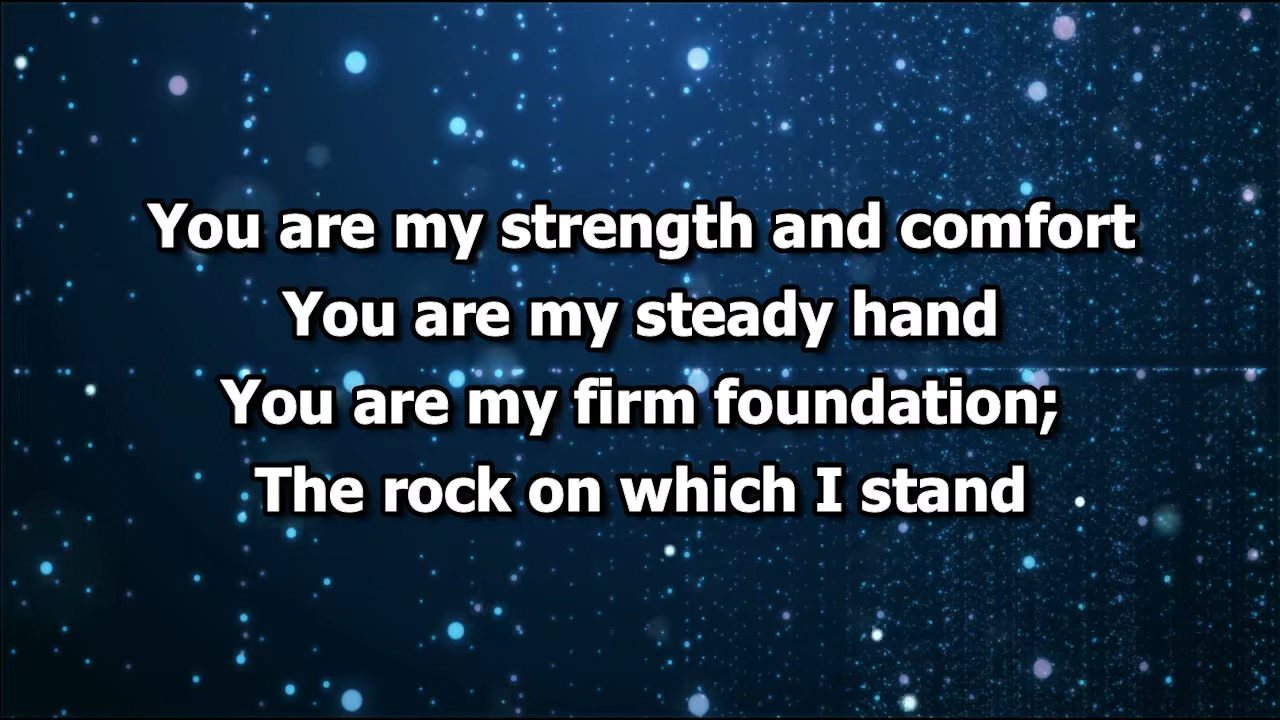 You are my strength and comfort
You are my steady hand
You are my firm foundation;
The rock on which I stand